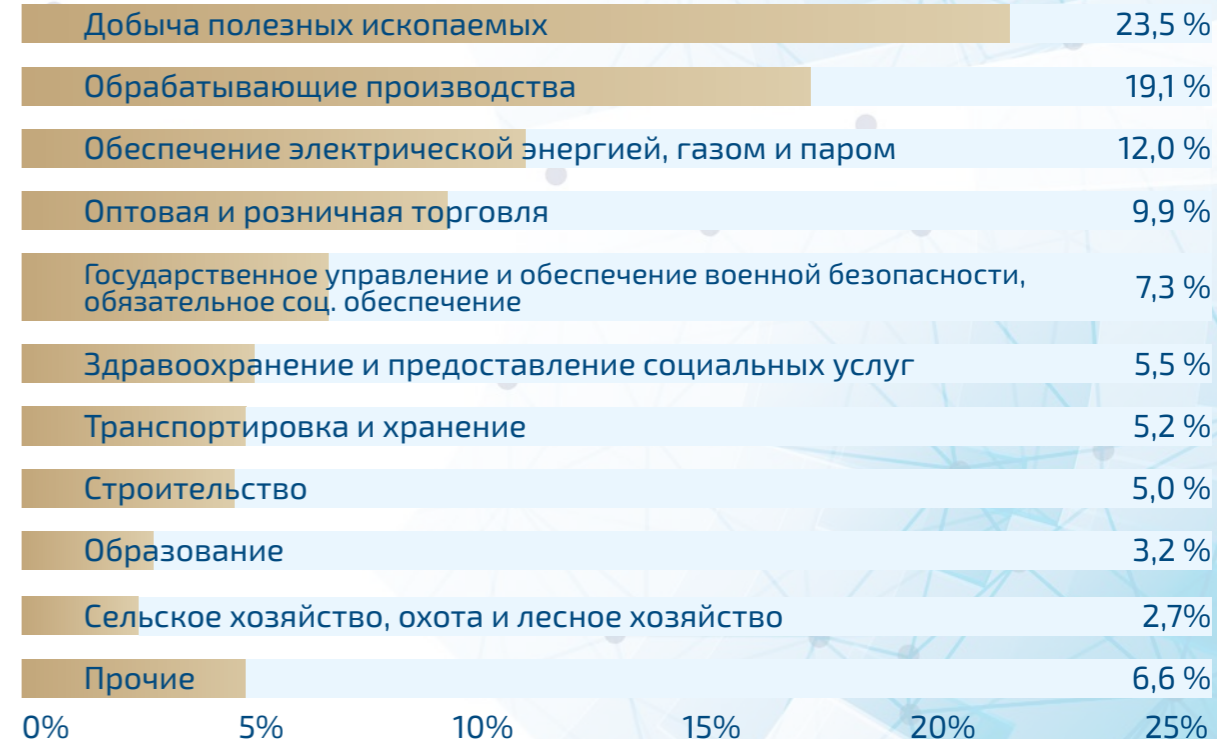 Добыча полезных ископаемых 23,5 %
Обрабатывающие производства 19,1 %
Обеспечение электрической энергией, газом и паром 12,0 %
Оптовая и розничная торговля 9,9 %
Государственное управление и обеспечение военной безопасности,
обязательное соц. обеспечение 7,3 %
Здравоохранение и предоставление социальных услуг 5,5 %
Транспортировка и хранение 5,2 %
Строительство 5,0 %
Образование 3,2 %
Сельское хозяйство, охота и лесное хозяйство 2,7%
Прочие 6,6 %
0% 5% 10% 15% 20% 25%